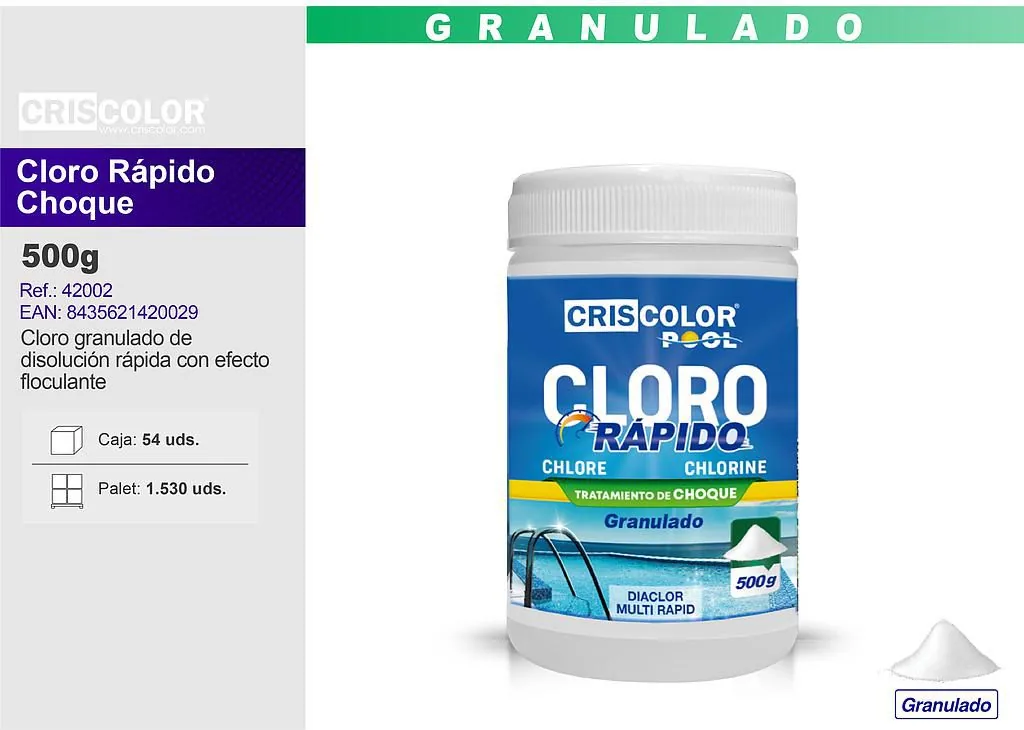 GRANULADO
CRISCOLOR
www.criscolor.com
Cloro Rápido
Choque
500g
Ref.: 42002
EAN: 8435621420029
Cloro granulado de
disolución rápida con efecto
floculante
Caja: 54 uds.
Palet: 1.530 uds.
CRISCOLOR®
POOL
CLORO
RÁPIDO
CHLORE CHLORINE
TRATAMIENTO DE CHOQUE
Granulado
500g
DIACLOR
MULTI RAPID
Granulado